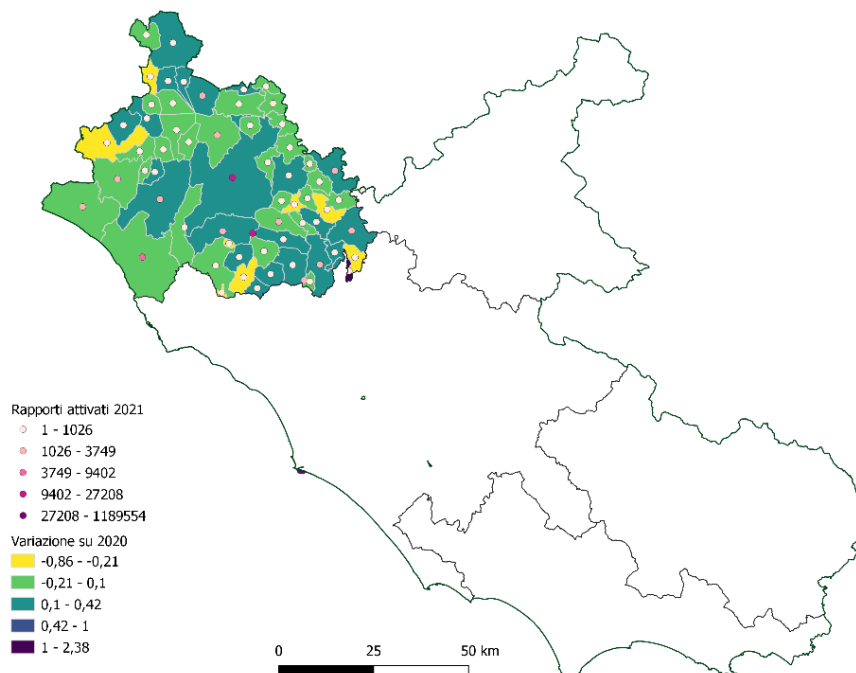 Rapporti attivati 2021
1 - 1026
1026 - 3749
3749 - 9402
9402 - 27208
27208 - 1189554
Variazione su 2020
-0,86 - -0,21
-0,21 - 0,1
0,1 - 0,42
0,42 - 1
1 - 2,38
0 25 50 km